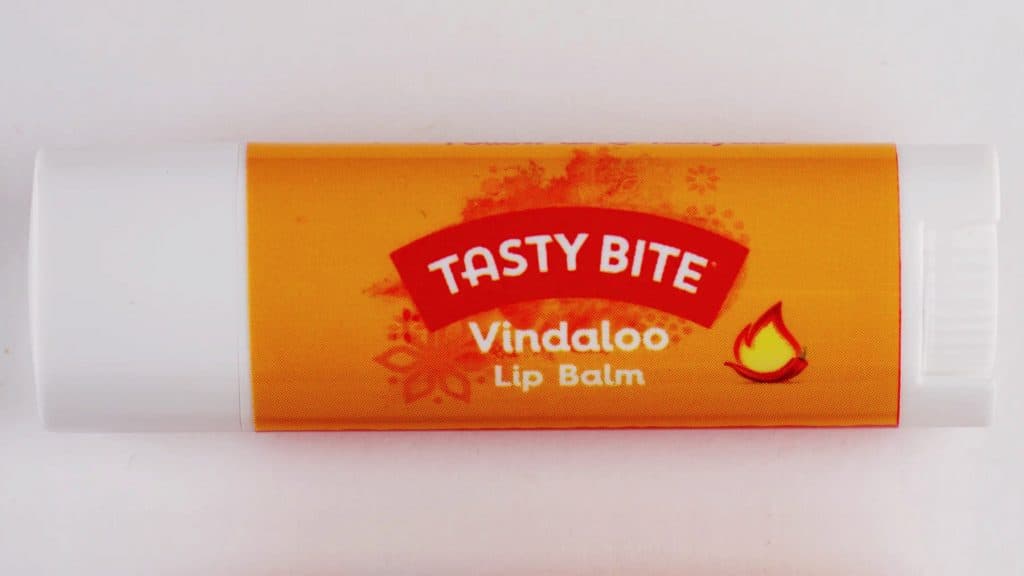 TASTY BITE
Vindaloo
Lip Balm